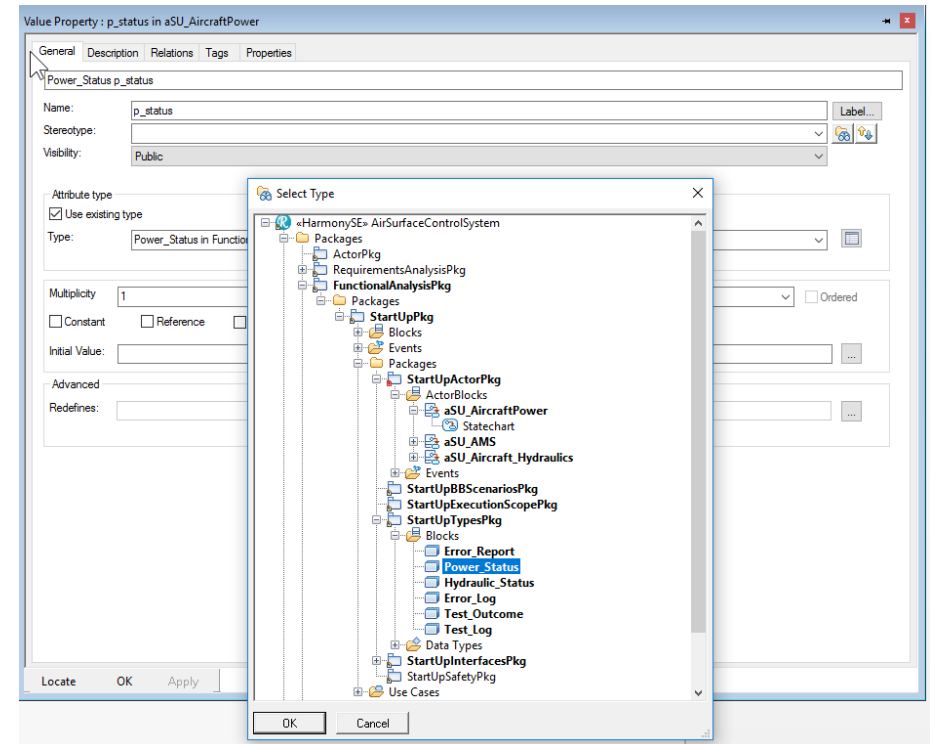 Value Property : p_status in aSU_AircraftPower
General Description Relations Tags Properties
Power_Status p_status
Name: p_status Label...
Stereotype:
Visibility: Public
Attribute type
Use existing type
Type: Power_Status in Function
Multiplicity 1 Ordered
Constant Reference
Initial Value: ...
Advanced
Redefines: ...
Locate OK Apply
Select Type
«HarmonySE» AirSurfaceControlSystem
Packages
ActorPkg
RequirementsAnalysisPkg
FunctionalAnalysisPkg
Packages
StartUpPkg
Blocks
Events
Packages
StartUpActorPkg
ActorBlocks
aSU_AircraftPower
Statechart
aSU_AMS
aSU_Aircraft_Hydraulics
Events
StartUpBBScenariosPkg
StartUpExecutionScopePkg
StartUpTypesPkg
Blocks
Error_Report
Power_Status
Hydraulic_Status
Error_Log
Test_Outcome
Test_Log
Data Types
StartUpInterfacesPkg
StartUpSafetyPkg
Use Cases
OK Cancel